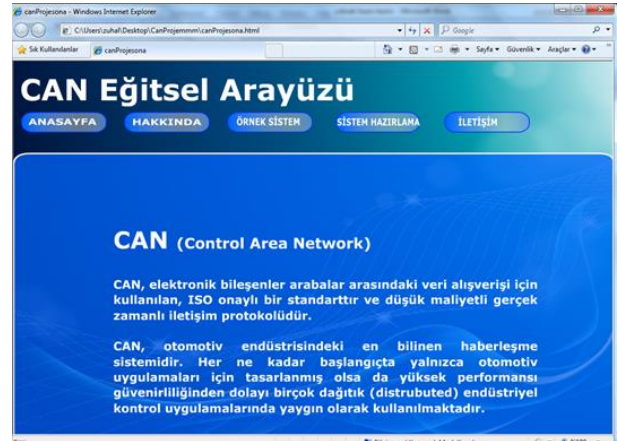 canProjesona - Windows Internet Explorer
C:\Users\zuhal\Desktop\CanProjemmm\canProjesona.html
Google
Sık Kullanılanlar
canProjesona
Sayfa
Güvenlik
Araçlar
CAN Eğitsel Arayüzü
ANASAYFA
HAKKINDA
ÖRNEK SİSTEM
SİSTEM HAZIRLAMA
İLETİŞİM
CAN (Control Area Network)
CAN, elektronik bileşenler arabalar arasındaki veri alışverişi için
kullanılan, ISO onaylı bir standarttır ve düşük maliyetli gerçek
zamanlı iletişim protokolüdür.
CAN, otomotiv endüstrisindeki en bilinen haberleşme
sistemidir. Her ne kadar başlangıçta yalnızca otomotiv
uygulamaları için tasarlanmış olsa da yüksek performansı
güvenirliliğinden dolayı birçok dağıtık (distrubuted) endüstriyel
kontrol uygulamalarında yaygın olarak kullanılmaktadır.